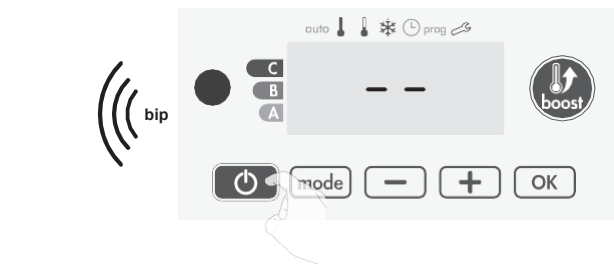 auto prog
C
B
A
bip
– –
boost
mode – + OK